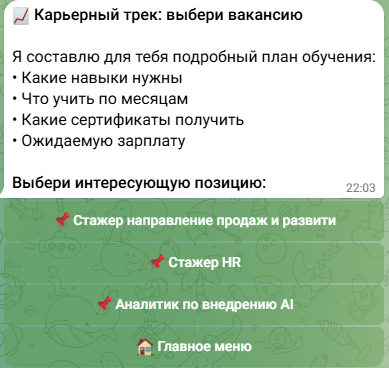 📈 Карьерный трек: выбери вакансию
Я составлю для тебя подробный план обучения:
• Какие навыки нужны
• Что учить по месяцам
• Какие сертификаты получить
• Ожидаемую зарплату
Выбери интересующую позицию:
22:03
📌 Стажер направление продаж и развити
📌 Стажер HR
📌 Аналитик по внедрению AI
🏠 Главное меню